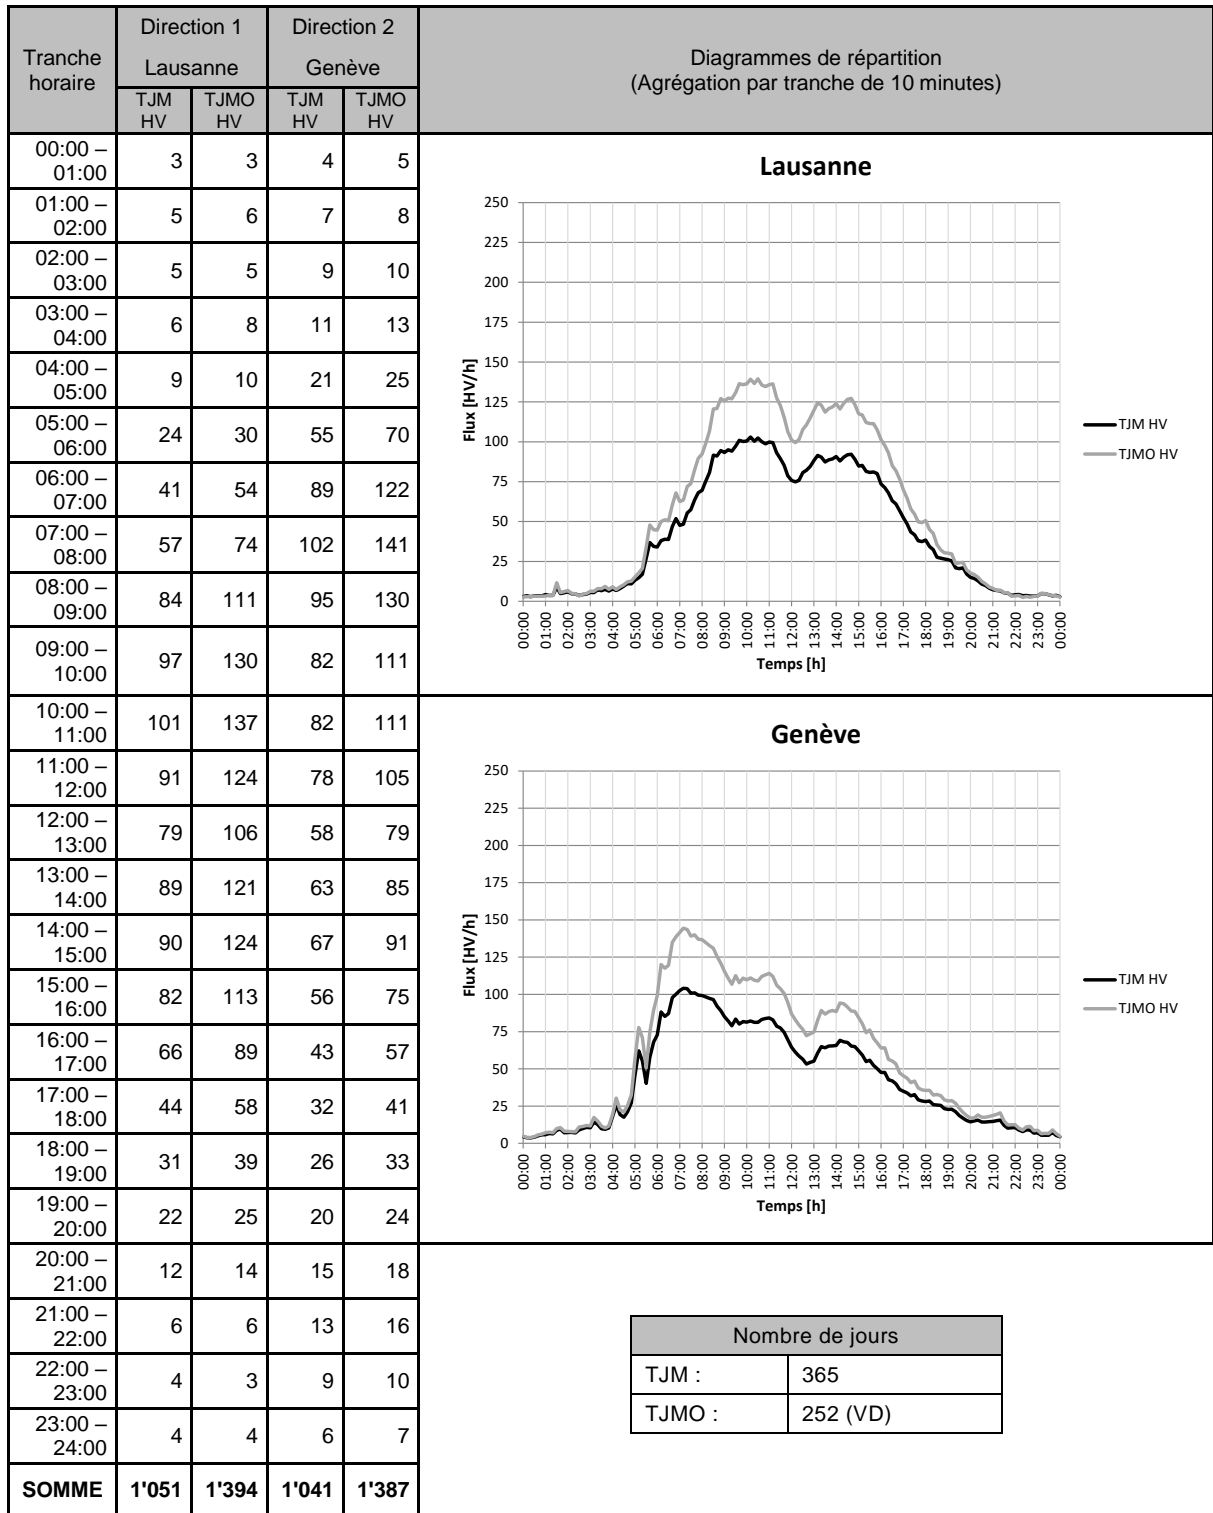 Tranche horaire
Direction 1
Direction 2
Lausanne
Genève
TJM HV
TJMO HV
TJM HV
TJMO HV
Diagrammes de répartition
(Agrégation par tranche de 10 minutes)
00:00 – 01:00 3 3 4 5
01:00 – 02:00 5 6 7 8
02:00 – 03:00 5 5 9 10
03:00 – 04:00 6 8 11 13
04:00 – 05:00 9 10 21 25
05:00 – 06:00 24 30 55 70
06:00 – 07:00 41 54 89 122
07:00 – 08:00 57 74 102 141
08:00 – 09:00 84 111 95 130
09:00 – 10:00 97 130 82 111
10:00 – 11:00 101 137 82 111
11:00 – 12:00 91 124 78 105
12:00 – 13:00 79 106 58 79
13:00 – 14:00 89 121 63 85
14:00 – 15:00 90 124 67 91
15:00 – 16:00 82 113 56 75
16:00 – 17:00 66 89 43 57
17:00 – 18:00 44 58 32 41
18:00 – 19:00 31 39 26 33
19:00 – 20:00 22 25 20 24
20:00 – 21:00 12 14 15 18
21:00 – 22:00 6 6 13 16
22:00 – 23:00 4 3 9 10
23:00 – 24:00 4 4 6 7
SOMME 1'051 1'394 1'041 1'387
Lausanne
250
225
200
175
150
125
100
75
50
25
0
Flux [HV/h]
00:00 01:00 02:00 03:00 04:00 05:00 06:00 07:00 08:00 09:00 10:00 11:00 12:00 13:00 14:00 15:00 16:00 17:00 18:00 19:00 20:00 21:00 22:00 23:00 00:00
Temps [h]
TJM HV
TJMO HV
Genève
250
225
200
175
150
125
100
75
50
25
0
Flux [HV/h]
00:00 01:00 02:00 03:00 04:00 05:00 06:00 07:00 08:00 09:00 10:00 11:00 12:00 13:00 14:00 15:00 16:00 17:00 18:00 19:00 20:00 21:00 22:00 23:00 00:00
Temps [h]
TJM HV
TJMO HV
Nombre de jours
TJM : 365
TJMO : 252 (VD)